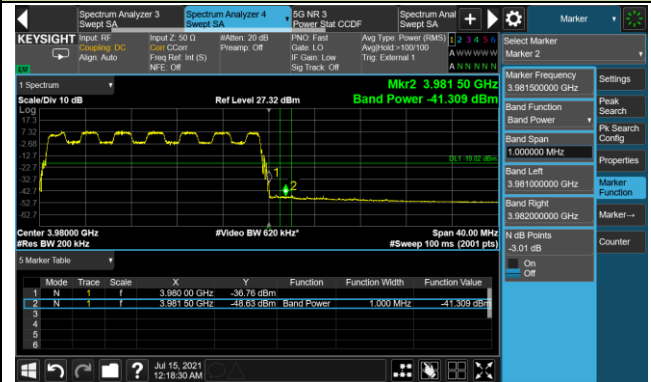 Spectrum Analyzer 3
Swept SA
Spectrum Analyzer 4
Swept SA
5G NR 3
Power Stat CCDF
Spectrum Anal
Swept SA
Marker
KEYSIGHT
Input: RF
Coupling: DC
Align: Auto
Input Z: 50 Ω
Corr CCorr
Freq Ref: Int (S)
NFE: Off
#Atten: 20 dB
Preamp: Off
PNO: Fast
Gate: LO
IF Gain: Low
Sig Track: Off
Avg Type: Power (RMS)
Avg|Hold:>100/100
Trig: External 1
1 2 3 4 5 6
A W W W W W
A N N N N N
Select Marker
Marker 2
LXI
1 Spectrum
Scale/Div 10 dB
Ref Level 27.32 dBm
Mkr2 3.981 50 GHz
Band Power -41.309 dBm
Log
17.3
7.32
-2.68
-12.7
-22.7
-32.7
-42.7
-52.7
-62.7
DL1 -19.02 dBm
1
2
Center 3.98000 GHz
#Res BW 200 kHz
#Video BW 620 kHz*
Span 40.00 MHz
#Sweep 100 ms (2001 pts)
5 Marker Table
Mode Trace Scale X Y Function Function Width Function Value
1 N 1 f 3.980 00 GHz -36.76 dBm
2 N 1 f 3.981 50 GHz -48.63 dBm Band Power 1.000 MHz -41.309 dBm
3
4
5
6
Marker Frequency
3.981500000 GHz
Band Function
Band Power
Band Span
1.000000 MHz
Band Left
3.981000000 GHz
Band Right
3.982000000 GHz
N dB Points
-3.01 dB
On
Off
Settings
Peak
Search
Pk Search
Config
Properties
Marker
Function
Marker→
Counter
Jul 15, 2021
12:18:30 AM